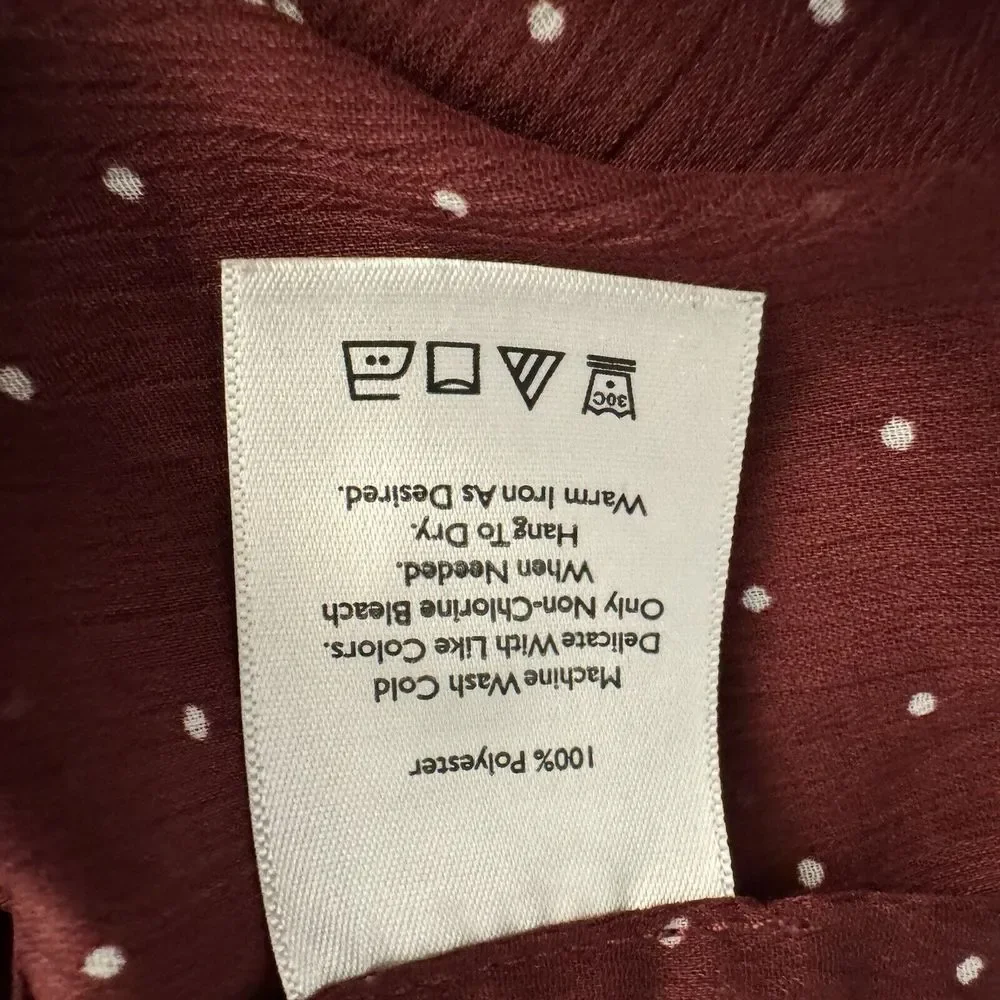 100% Polyester
Machine Wash Cold
Delicate With Like Colors.
Only Non-Chlorine Bleach
When Needed.
Hang To Dry.
Warm Iron As Desired.
30C